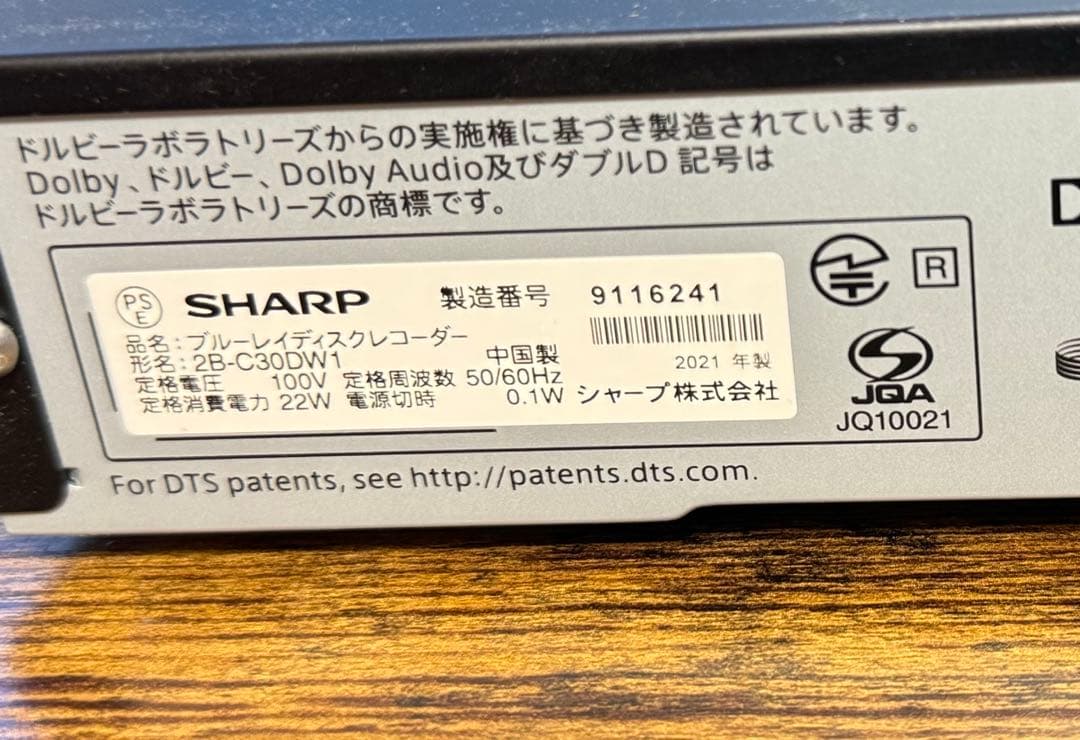 ドルビーラボラトリーズからの実施権に基づき製造されています。
Dolby、ドルビー、Dolby Audio及びダブルD 記号は
ドルビーラボラトリーズの商標です。
PS
E
SHARP 製造番号 9116241
品名:ブルーレイディスクレコーダー
形名:2B-C30DW1 中国製 2021 年製
定格電圧 100V 定格周波数 50/60Hz
定格消費電力 22W 電源切時 0.1W シャープ株式会社
R
JQA
JQ10021
For DTS patents, see http://patents.dts.com.